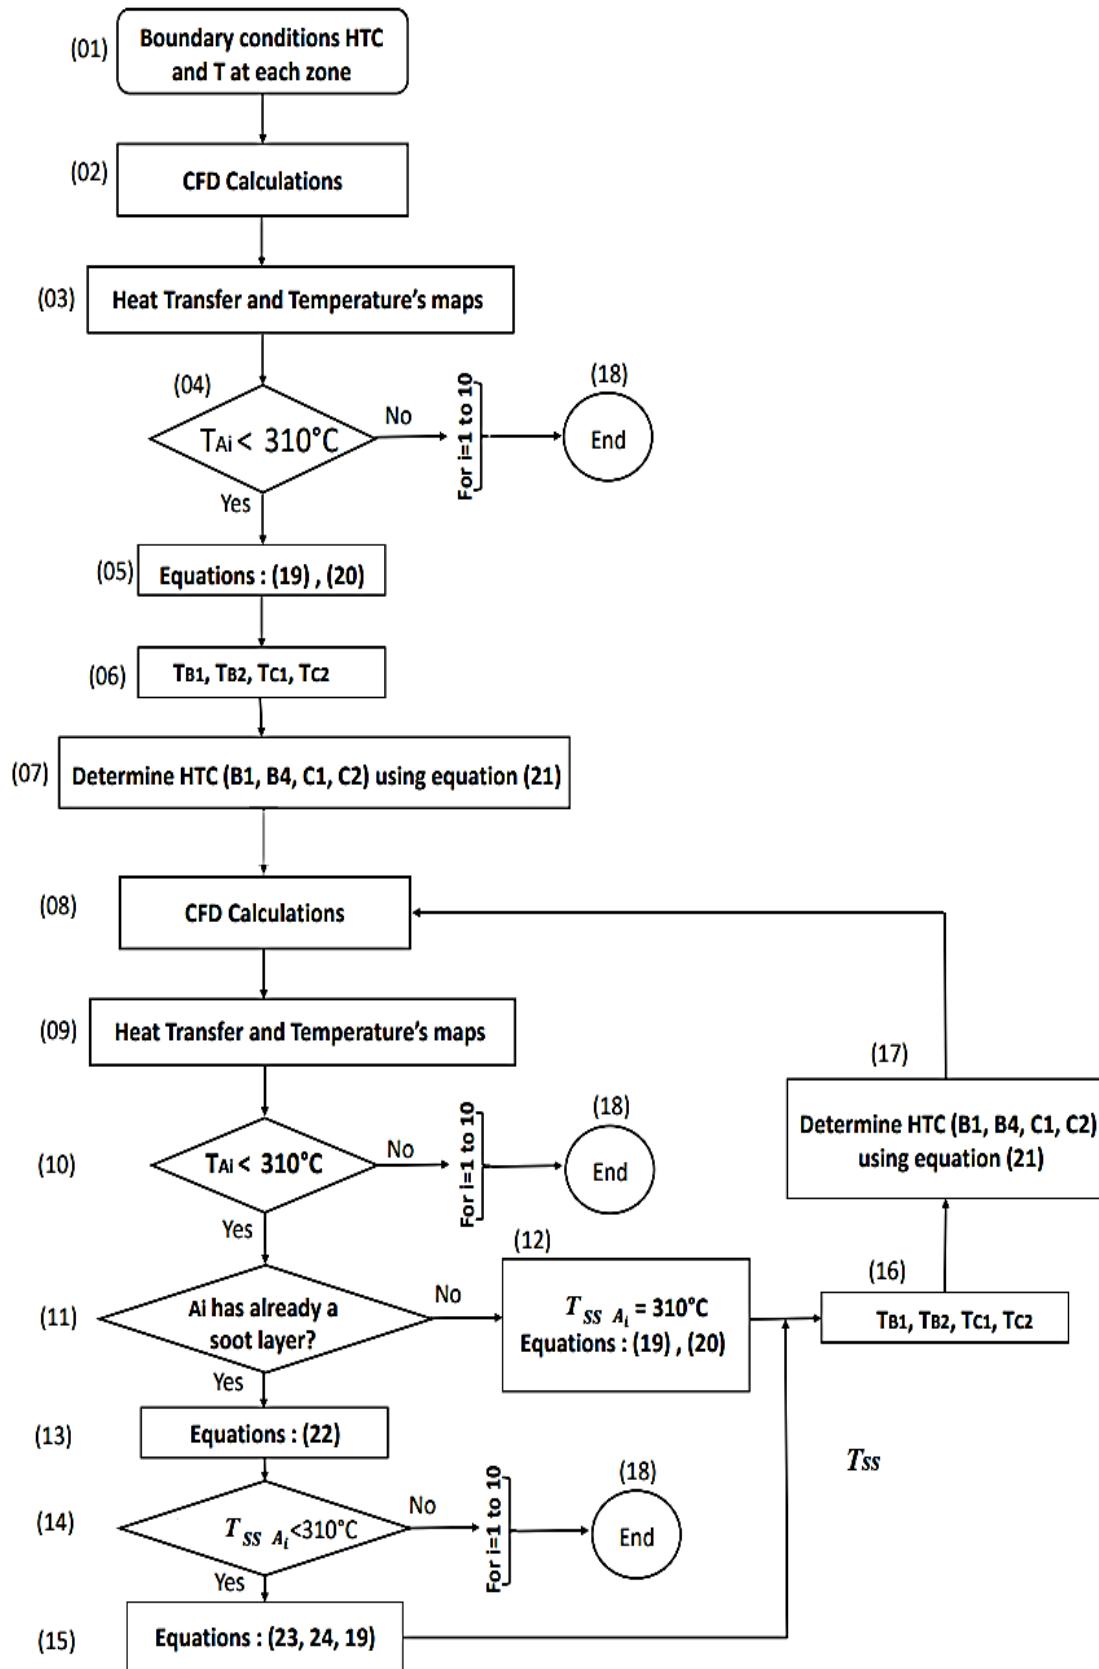 (01)
Boundary conditions HTC
and T at each zone
(02)
CFD Calculations
(03)
Heat Transfer and Temperature's maps
(04)
TAi < 310°C
No
For i=1 to 10
(18)
End
Yes
(05)
Equations : (19) , (20)
(06)
TB1, TB2, TC1, TC2
(07)
Determine HTC (B1, B4, C1, C2) using equation (21)
(08)
CFD Calculations
(09)
Heat Transfer and Temperature's maps
(10)
TAi < 310°C
No
For i=1 to 10
(18)
End
Yes
(11)
Ai has already a
soot layer?
No
(12)
TSS Ai = 310°C
Equations : (19) , (20)
(16)
TB1, TB2, TC1, TC2
(17)
Determine HTC (B1, B4, C1, C2)
using equation (21)
Yes
(13)
Equations : (22)
(14)
TSS Ai <310°C
No
For i=1 to 10
(18)
End
TSS
Yes
(15)
Equations : (23, 24, 19)